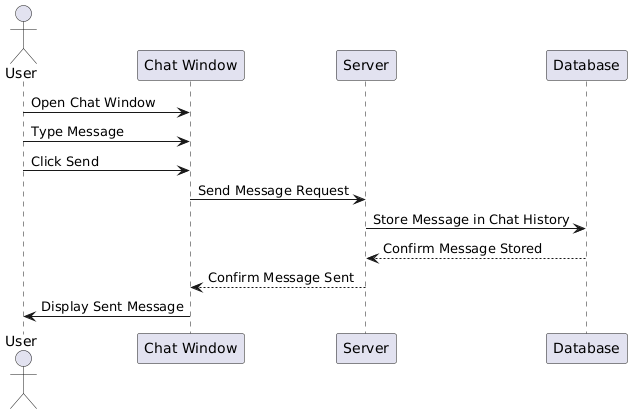 User
Chat Window
Server
Database
Open Chat Window
Type Message
Click Send
Send Message Request
Store Message in Chat History
Confirm Message Stored
Confirm Message Sent
Display Sent Message
User
Chat Window
Server
Database